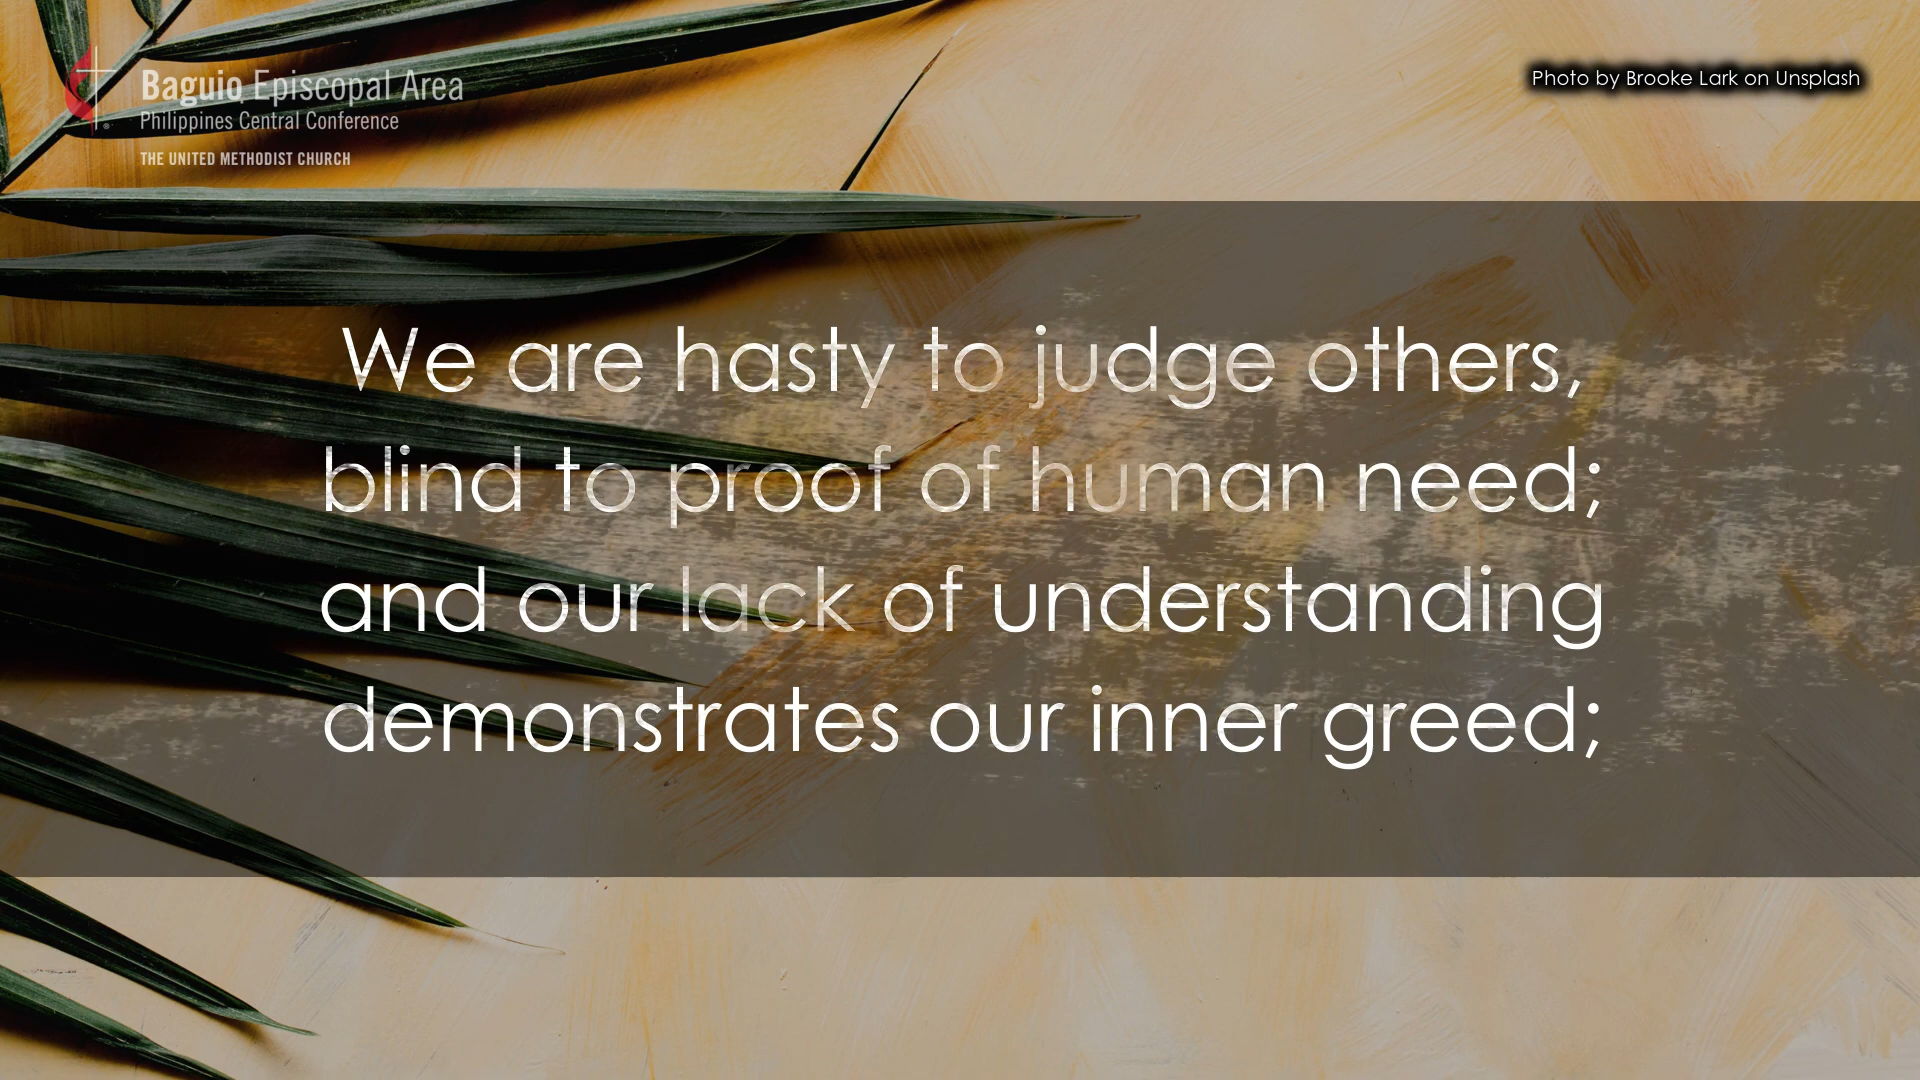 Baguio Episcopal Area
Philippines Central Conference
THE UNITED METHODIST CHURCH
Photo by Brooke Lark on Unsplash
We are hasty to judge others,
blind to proof of human need;
and our lack of understanding
demonstrates our inner greed;